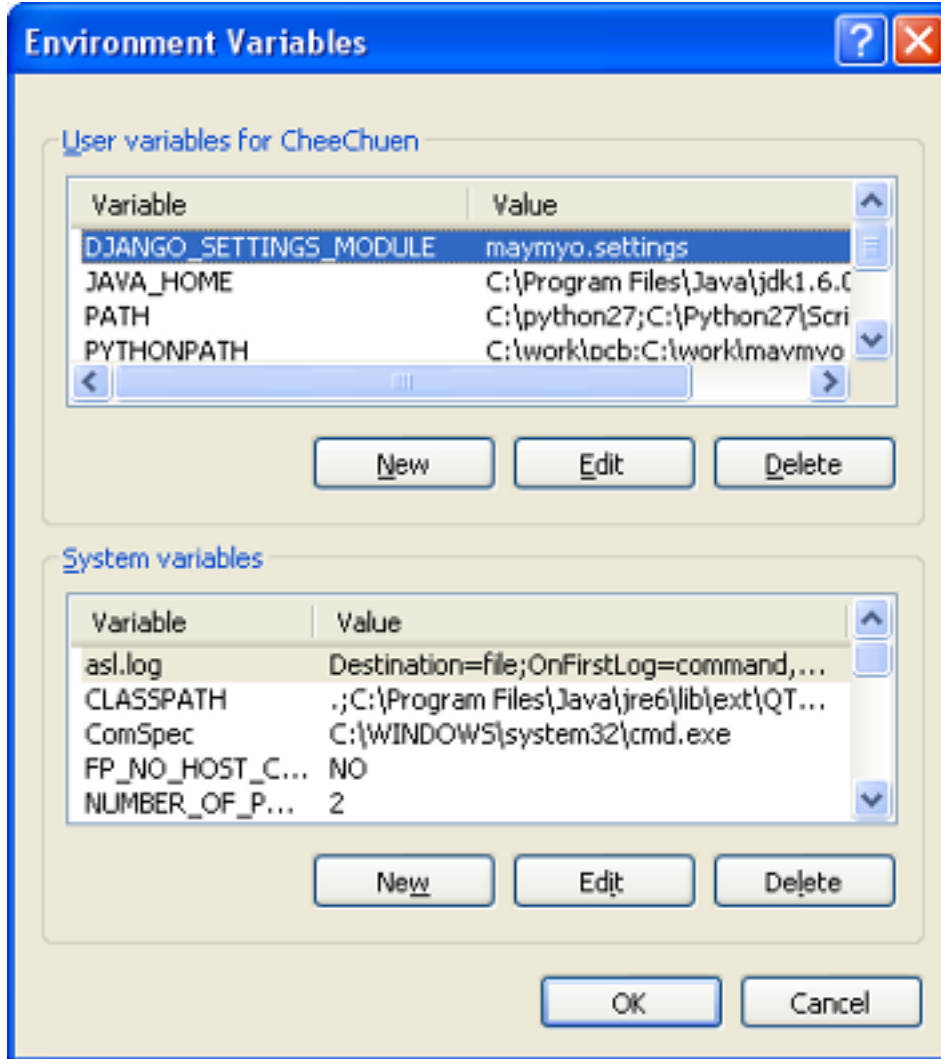 Environment Variables
User variables for CheeChuen
Variable Value
DJANGO_SETTINGS_MODULE maymyo.settings
JAVA_HOME C:\Program Files\Java\jdk1.6.0
PATH C:\python27;C:\Python27\Scri
PYTHONPATH C:\work\pcb;C:\work\maymyo
New Edit Delete
System variables
Variable Value
asl.log Destination=file;OnFirstLog=command,...
CLASSPATH .;C:\Program Files\Java\jre6\lib\ext\QT...
ComSpec C:\WINDOWS\system32\cmd.exe
FP_NO_HOST_C... NO
NUMBER_OF_P... 2
New Edit Delete
OK Cancel